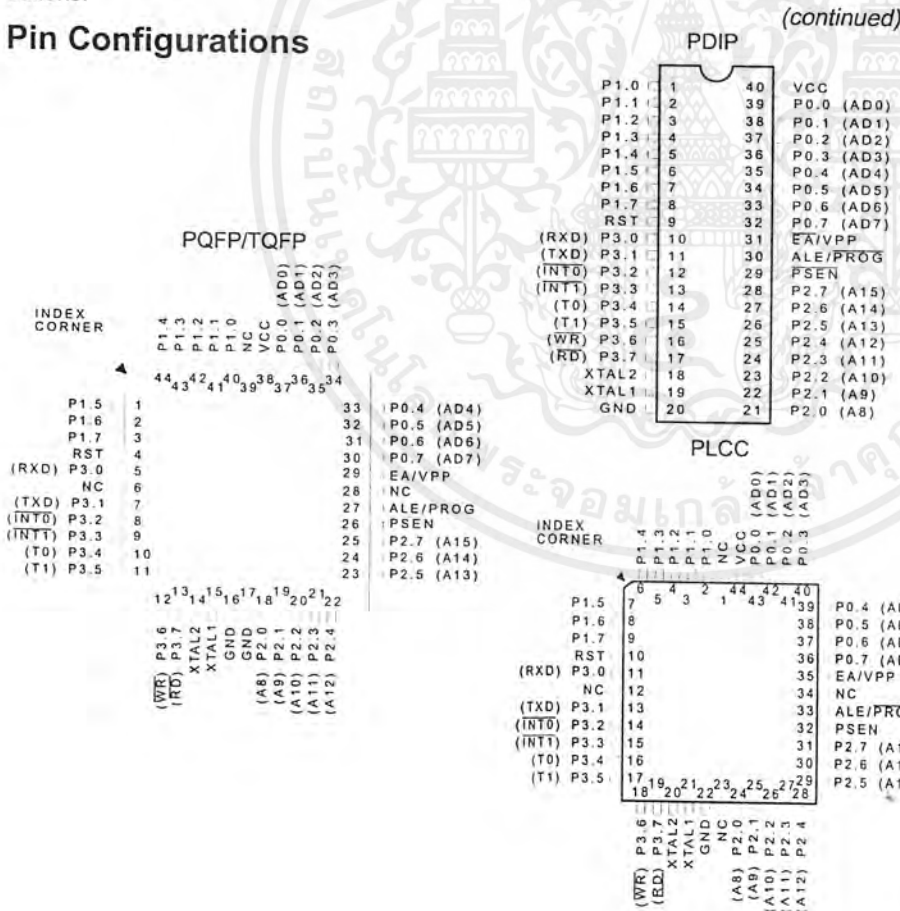 (continued)
Pin Configurations
PDIP
P1.0 1 40 VCC
P1.1 2 39 P0.0 (AD0)
P1.2 3 38 P0.1 (AD1)
P1.3 4 37 P0.2 (AD2)
P1.4 5 36 P0.3 (AD3)
P1.5 6 35 P0.4 (AD4)
P1.6 7 34 P0.5 (AD5)
P1.7 8 33 P0.6 (AD6)
RST 9 32 P0.7 (AD7)
(RXD) P3.0 10 31 EA/VPP
(TXD) P3.1 11 30 ALE/PROG
(INT0) P3.2 12 29 PSEN
(INT1) P3.3 13 28 P2.7 (A15)
(T0) P3.4 14 27 P2.6 (A14)
(T1) P3.5 15 26 P2.5 (A13)
(WR) P3.6 16 25 P2.4 (A12)
(RD) P3.7 17 24 P2.3 (A11)
XTAL2 18 23 P2.2 (A10)
XTAL1 19 22 P2.1 (A9)
GND 20 21 P2.0 (A8)
PQFP/TQFP
INDEX
CORNER
P1.4
P1.3
P1.2
P1.1
P1.0
NC
VCC
P0.0 (AD0)
P0.1 (AD1)
P0.2 (AD2)
P0.3 (AD3)
44 43 42 41 40 39 38 37 36 35 34
P1.5 1 33 P0.4 (AD4)
P1.6 2 32 P0.5 (AD5)
P1.7 3 31 P0.6 (AD6)
RST 4 30 P0.7 (AD7)
(RXD) P3.0 5 29 EA/VPP
NC 6 28 NC
(TXD) P3.1 7 27 ALE/PROG
(INT0) P3.2 8 26 PSEN
(INT1) P3.3 9 25 P2.7 (A15)
(T0) P3.4 10 24 P2.6 (A14)
(T1) P3.5 11 23 P2.5 (A13)
12 13 14 15 16 17 18 19 20 21 22
(WR) P3.6
(RD) P3.7
XTAL2
XTAL1
GND
GND
(A8) P2.0
(A9) P2.1
(A10) P2.2
(A11) P2.3
(A12) P2.4
PLCC
INDEX
CORNER
P1.4
P1.3
P1.2
P1.1
P1.0
NC
VCC
P0.0 (AD0)
P0.1 (AD1)
P0.2 (AD2)
P0.3 (AD3)
6 5 4 3 2 1 44 43 42 41 40
P1.5 7 39 P0.4 (A
P1.6 8 38 P0.5 (A
P1.7 9 37 P0.6 (A
RST 10 36 P0.7 (A
(RXD) P3.0 11 35 EA/VPP
NC 12 34 NC
(TXD) P3.1 13 33 ALE/PRO
(INT0) P3.2 14 32 PSEN
(INT1) P3.3 15 31 P2.7 (A1
(T0) P3.4 16 30 P2.6 (A1
(T1) P3.5 17 29 P2.5 (A1
18 19 20 21 22 23 24 25 26 27 28
(WR) P3.6
(RD) P3.7
XTAL2
XTAL1
GND
NC
(A8) P2.0
(A9) P2.1
(A10) P2.2
(A11) P2.3
(A12) P2.4